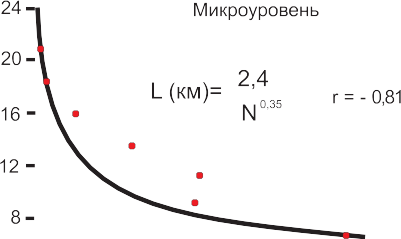 Микроуровень
24
20
16
12
8
L (км)= 2,4
N 0,35
r = - 0,81